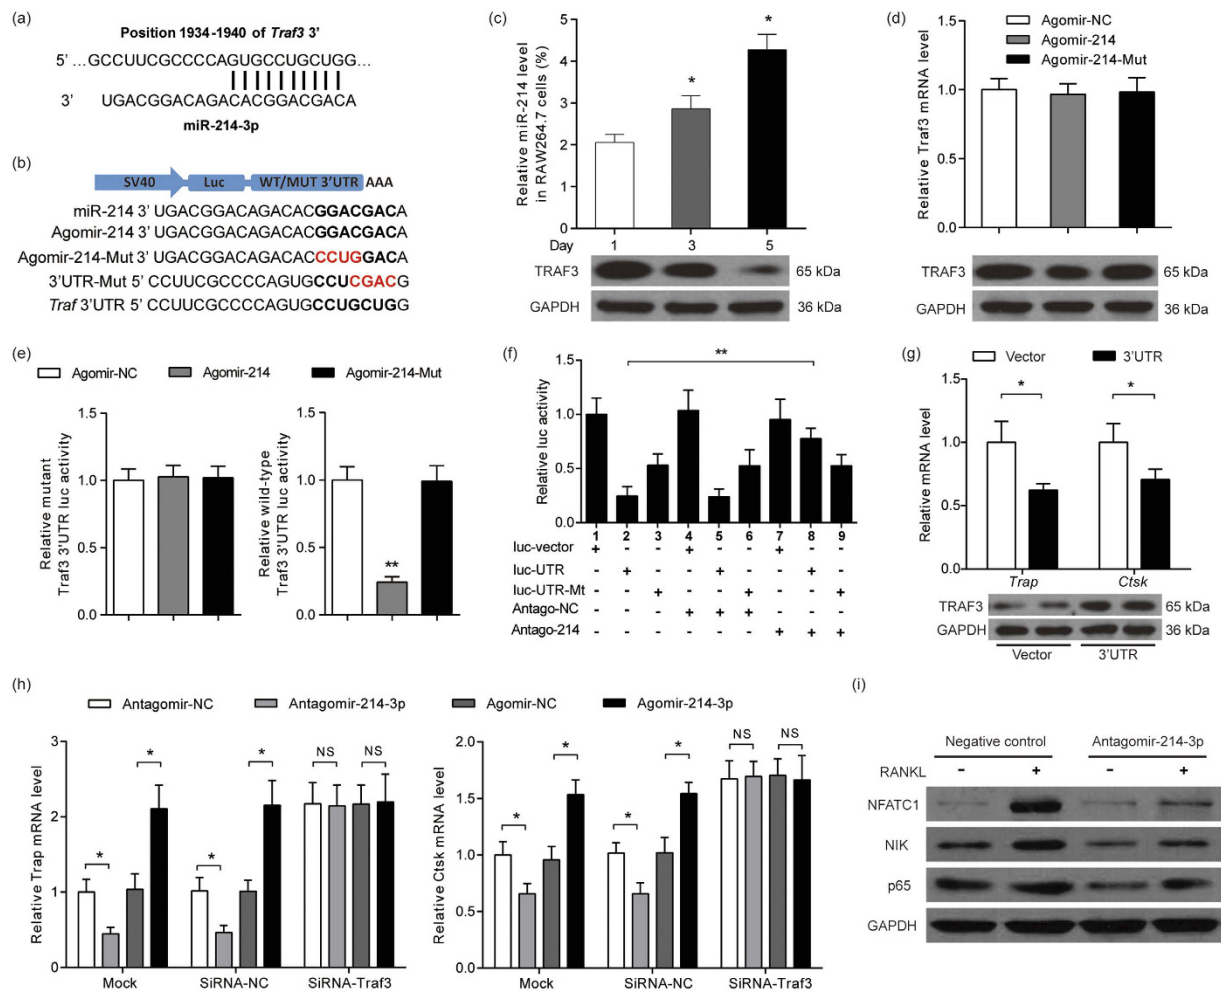 (a)
Position 1934-1940 of Traf3 3'
5' ...GCCUUCGCCCCAGUGCCUGCUGG...
3' UGACGGACAGACACGGACGACA
miR-214-3p
(b)
SV40 Luc WT/MUT 3'UTR AAA
miR-214 3' UGACGGACAGACACGGACGACA
Agomir-214 3' UGACGGACAGACACGGACGACA
Agomir-214-Mut 3' UGACGGACAGACACCCUGGACA
3'UTR-Mut 5' CCUUCGCCCCAGUGCCUCGACG
Traf 3'UTR 5' CCUUCGCCCCAGUGCCUGCUGG
(c)
Relative miR-214 level
in RAW264.7 cells (%)
5
4
3
2
1
0
*
*
Day 1 3 5
TRAF3 65 kDa
GAPDH 36 kDa
(d)
Agomir-NC
Agomir-214
Agomir-214-Mut
Relative Traf3 mRNA level
1.5
1.0
0.5
0.0
TRAF3 65 kDa
GAPDH 36 kDa
(e)
Agomir-NC Agomir-214 Agomir-214-Mut
Relative mutant
Traf3 3'UTR luc activity
1.5
1.0
0.5
0.0
Relative wild-type
Traf3 3'UTR luc activity
1.5
1.0
0.5
0.0
**
(f)
Relative luc activity
1.5
1.0
0.5
0.0
**
1 2 3 4 5 6 7 8 9
luc-vector + - - + - - + - -
luc-UTR - + - - + - - + -
luc-UTR-Mt - - + - - + - - +
Antago-NC - - - + + + - - -
Antago-214 - - - - - - + + +
(g)
Vector 3'UTR
Relative mRNA level
1.5
1.0
0.5
0.0
* *
Trap Ctsk
TRAF3 65 kDa
GAPDH 36 kDa
Vector 3'UTR
(h)
Antagomir-NC Antagomir-214-3p Agomir-NC Agomir-214-3p
Relative Trap mRNA level
3
2
1
0
* * * * NS NS
Mock SiRNA-NC SiRNA-Traf3
Relative Ctsk mRNA level
2.0
1.5
1.0
0.5
0.0
* * * * NS NS
Mock SiRNA-NC SiRNA-Traf3
(i)
Negative control Antagomir-214-3p
RANKL - + - +
NFATC1
NIK
p65
GAPDH